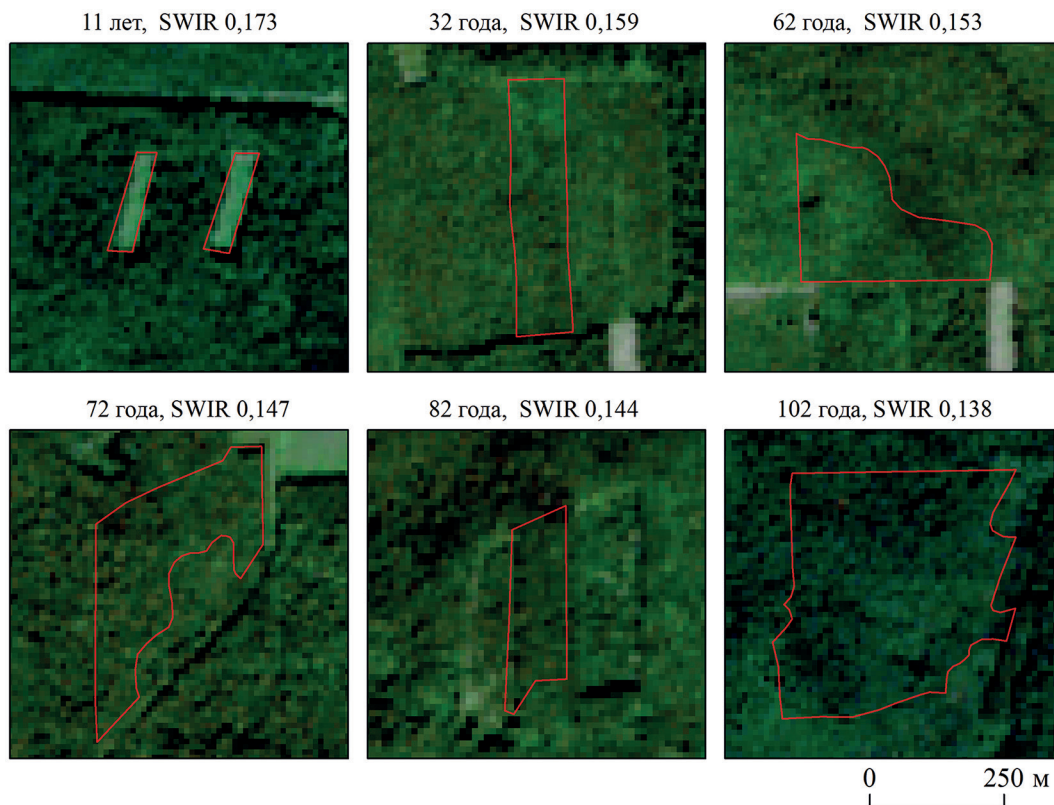 11 лет, SWIR 0,173
32 года, SWIR 0,159
62 года, SWIR 0,153
72 года, SWIR 0,147
82 года, SWIR 0,144
102 года, SWIR 0,138
0 250 м